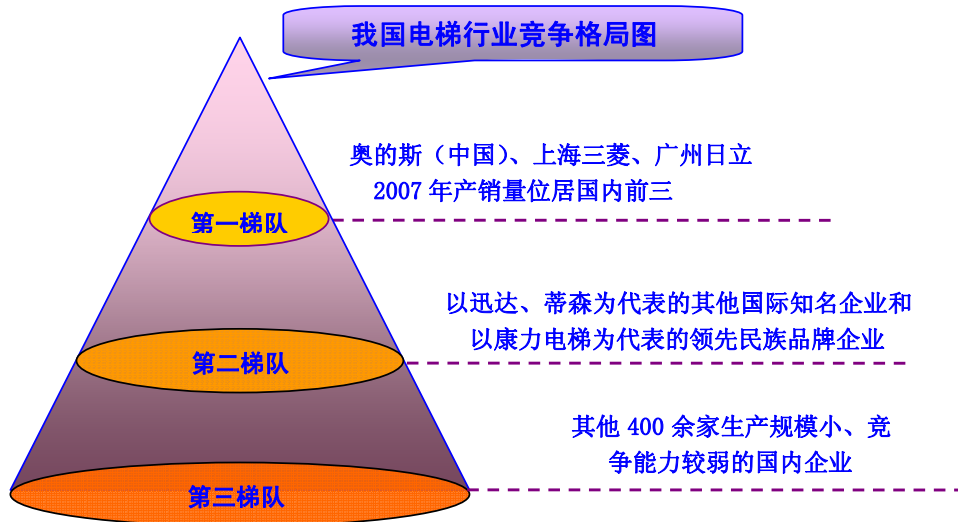 我国电梯行业竞争格局图
奥的斯（中国）、上海三菱、广州日立
2007 年产销量位居国内前三
第一梯队
以迅达、蒂森为代表的其他国际知名企业和
以康力电梯为代表的领先民族品牌企业
第二梯队
其他 400 余家生产规模小、竞
争能力较弱的国内企业
第三梯队